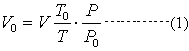 V₀ = V T₀/T · P/P₀ ------------(1)